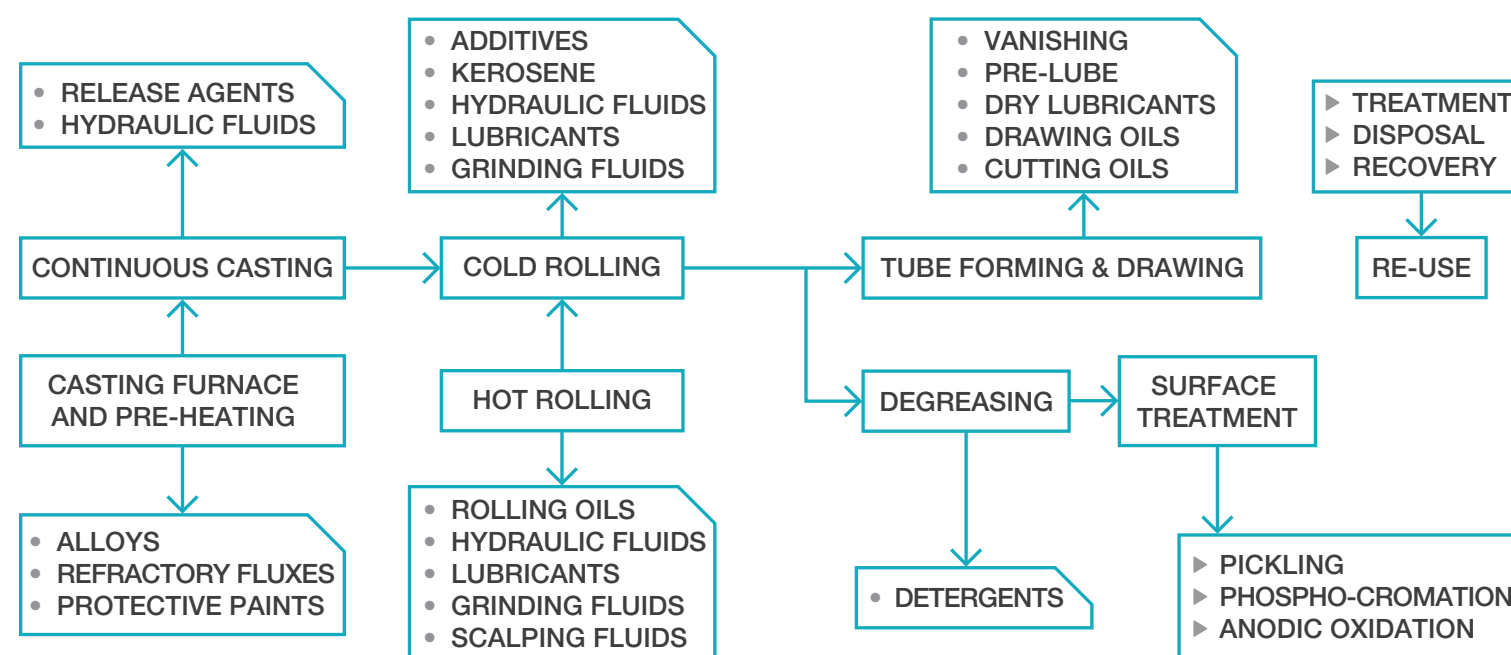 RELEASE AGENTS
HYDRAULIC FLUIDS
ADDITIVES
KEROSENE
HYDRAULIC FLUIDS
LUBRICANTS
GRINDING FLUIDS
VANISHING
PRE-LUBE
DRY LUBRICANTS
DRAWING OILS
CUTTING OILS
TREATMENT
DISPOSAL
RECOVERY
CONTINUOUS CASTING
COLD ROLLING
TUBE FORMING & DRAWING
RE-USE
CASTING FURNACE
AND PRE-HEATING
HOT ROLLING
DEGREASING
SURFACE
TREATMENT
ALLOYS
REFRACTORY FLUXES
PROTECTIVE PAINTS
ROLLING OILS
HYDRAULIC FLUIDS
LUBRICANTS
GRINDING FLUIDS
SCALPING FLUIDS
DETERGENTS
PICKLING
PHOSPHO-CROMATION
ANODIC OXIDATION